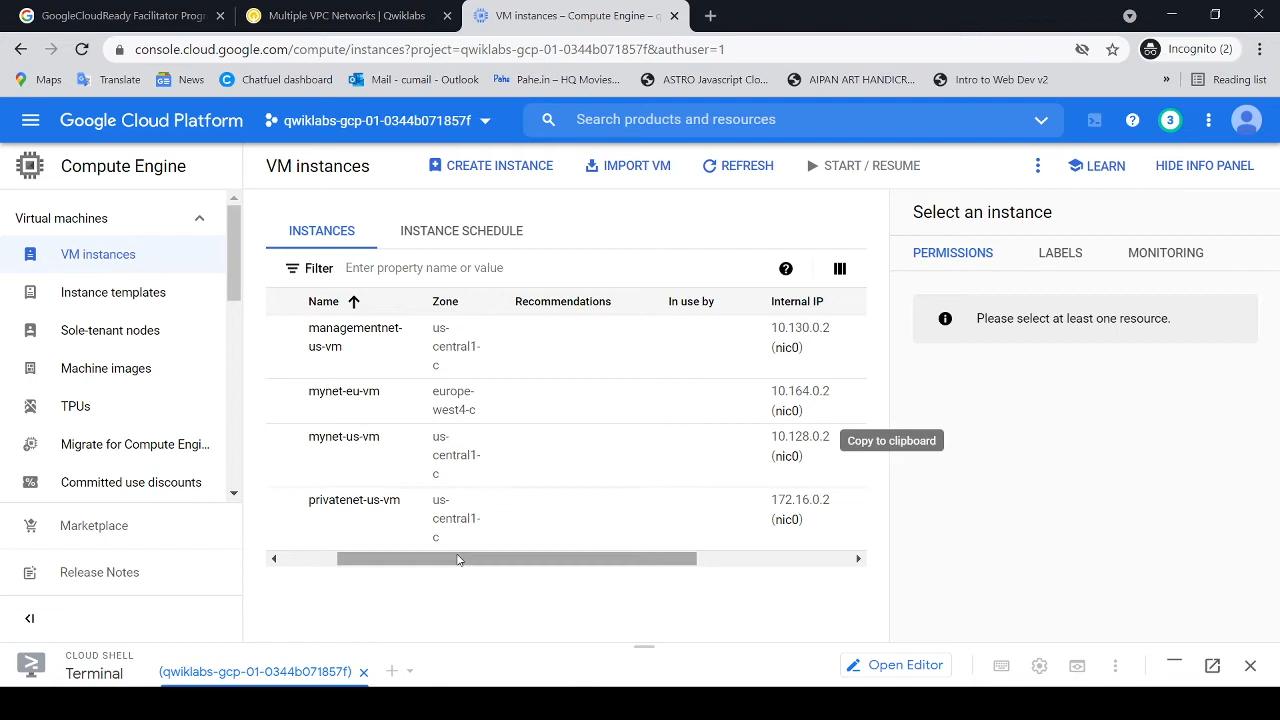 GoogleCloudReady Facilitator Progr
Multiple VPC Networks | Qwiklabs
VM instances – Compute Engine – q
console.cloud.google.com/compute/instances?project=qwiklabs-gcp-01-0344b071857f&authuser=1
Incognito (2)
Maps
Translate
News
Chatfuel dashboard
Mail - cumail - Outlook
Pahe Pahe.in – HQ Movies...
ASTRO Javascript Clo...
AIPAN ART HANDICR...
Intro to Web Dev v2
»
Reading list
Google Cloud Platform
qwiklabs-gcp-01-0344b071857f
Search products and resources
3
Compute Engine
VM instances
CREATE INSTANCE
IMPORT VM
REFRESH
START / RESUME
LEARN
HIDE INFO PANEL
Virtual machines
VM instances
Instance templates
Sole-tenant nodes
Machine images
TPUs
Migrate for Compute Engi...
Committed use discounts
Marketplace
Release Notes
INSTANCES
INSTANCE SCHEDULE
Filter Enter property name or value
Name Zone Recommendations In use by Internal IP
managementnet- us- 10.130.0.2
us-vm central1- (nic0)
c
mynet-eu-vm europe- 10.164.0.2
west4-c (nic0)
mynet-us-vm us- 10.128.0.2
central1- (nic0)
c
privatenet-us-vm us- 172.16.0.2
central1- (nic0)
c
Copy to clipboard
Select an instance
PERMISSIONS LABELS MONITORING
Please select at least one resource.
CLOUD SHELL
Terminal
(qwiklabs-gcp-01-0344b071857f)
Open Editor